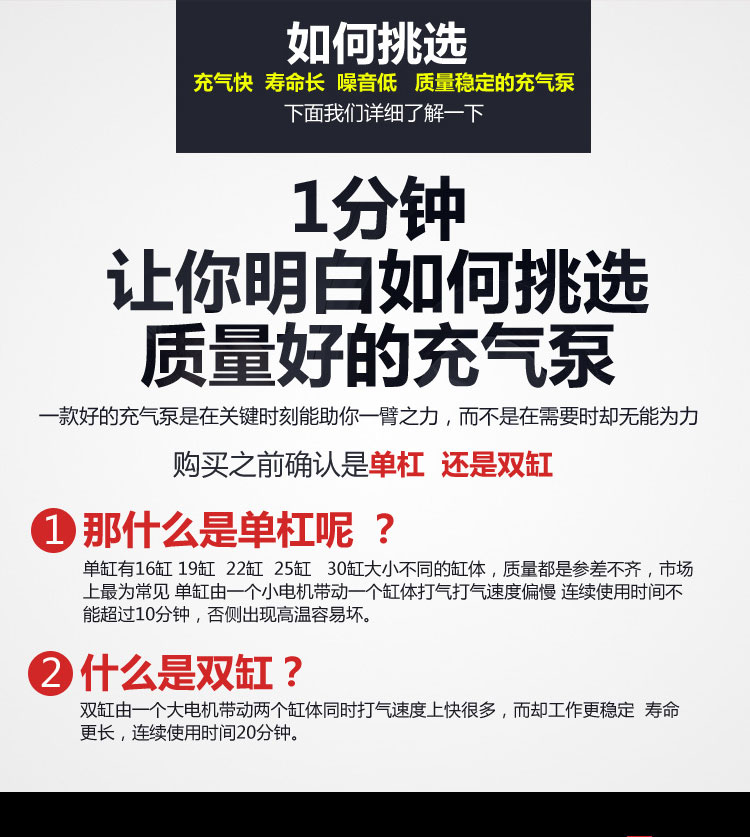 如何挑选
充气快 寿命长 噪音低 质量稳定的充气泵
下面我们详细了解一下
1分钟
让你明白如何挑选
质量好的充气泵
一款好的充气泵是在关键时刻能助你一臂之力，而不是在需要时却无能为力
购买之前确认是单杠 还是双缸
1 那什么是单杠呢 ？
单缸有16缸 19缸 22缸 25缸 30缸大小不同的缸体，质量都是参差不齐，市场
上最为常见 单缸由一个小电机带动一个缸体打气打气速度偏慢 连续使用时间不
能超过10分钟，否侧出现高温容易坏。
2 什么是双缸？
双缸由一个大电机带动两个缸体同时打气速度上快很多，而却工作更稳定 寿命
更长，连续使用时间20分钟。